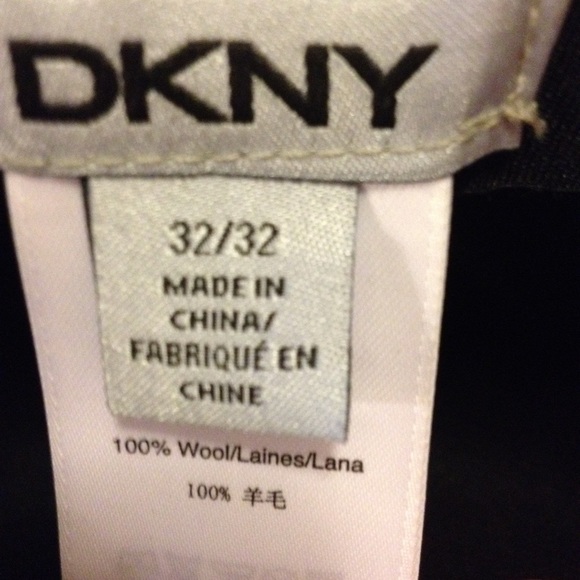 DKNY
32/32
MADE IN
CHINA/
FABRIQUÉ EN
CHINE
100% Wool/Laines/Lana
100% 羊毛